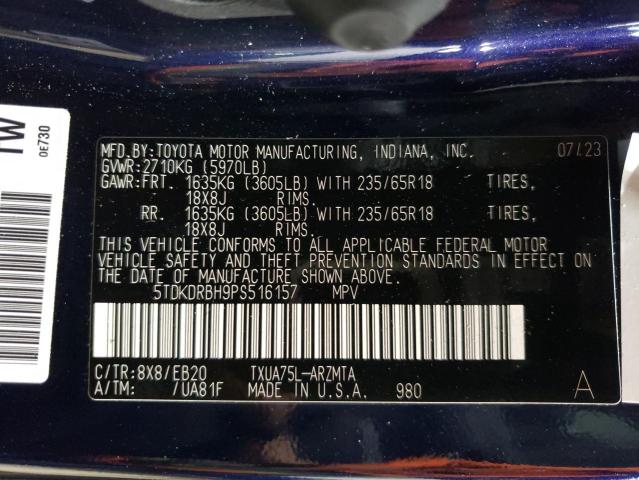 TW
0E730
MFD.BY:TOYOTA MOTOR MANUFACTURING, INDIANA, INC. 07/23
GVWR:2710KG (5970LB)
GAWR:FRT. 1635KG (3605LB) WITH 235/65R18 TIRES,
18X8J RIMS.
RR. 1635KG (3605LB) WITH 235/65R18 TIRES,
18X8J RIMS.
THIS VEHICLE CONFORMS TO ALL APPLICABLE FEDERAL MOTOR
VEHICLE SAFETY AND THEFT PREVENTION STANDARDS IN EFFECT ON
THE DATE OF MANUFACTURE SHOWN ABOVE.
5TDKDRBH9PS516157 MPV
C/TR:8X8/EB20 TXUA75L-ARZMTA
A/TM: /UA81F MADE IN U.S.A. 980 A